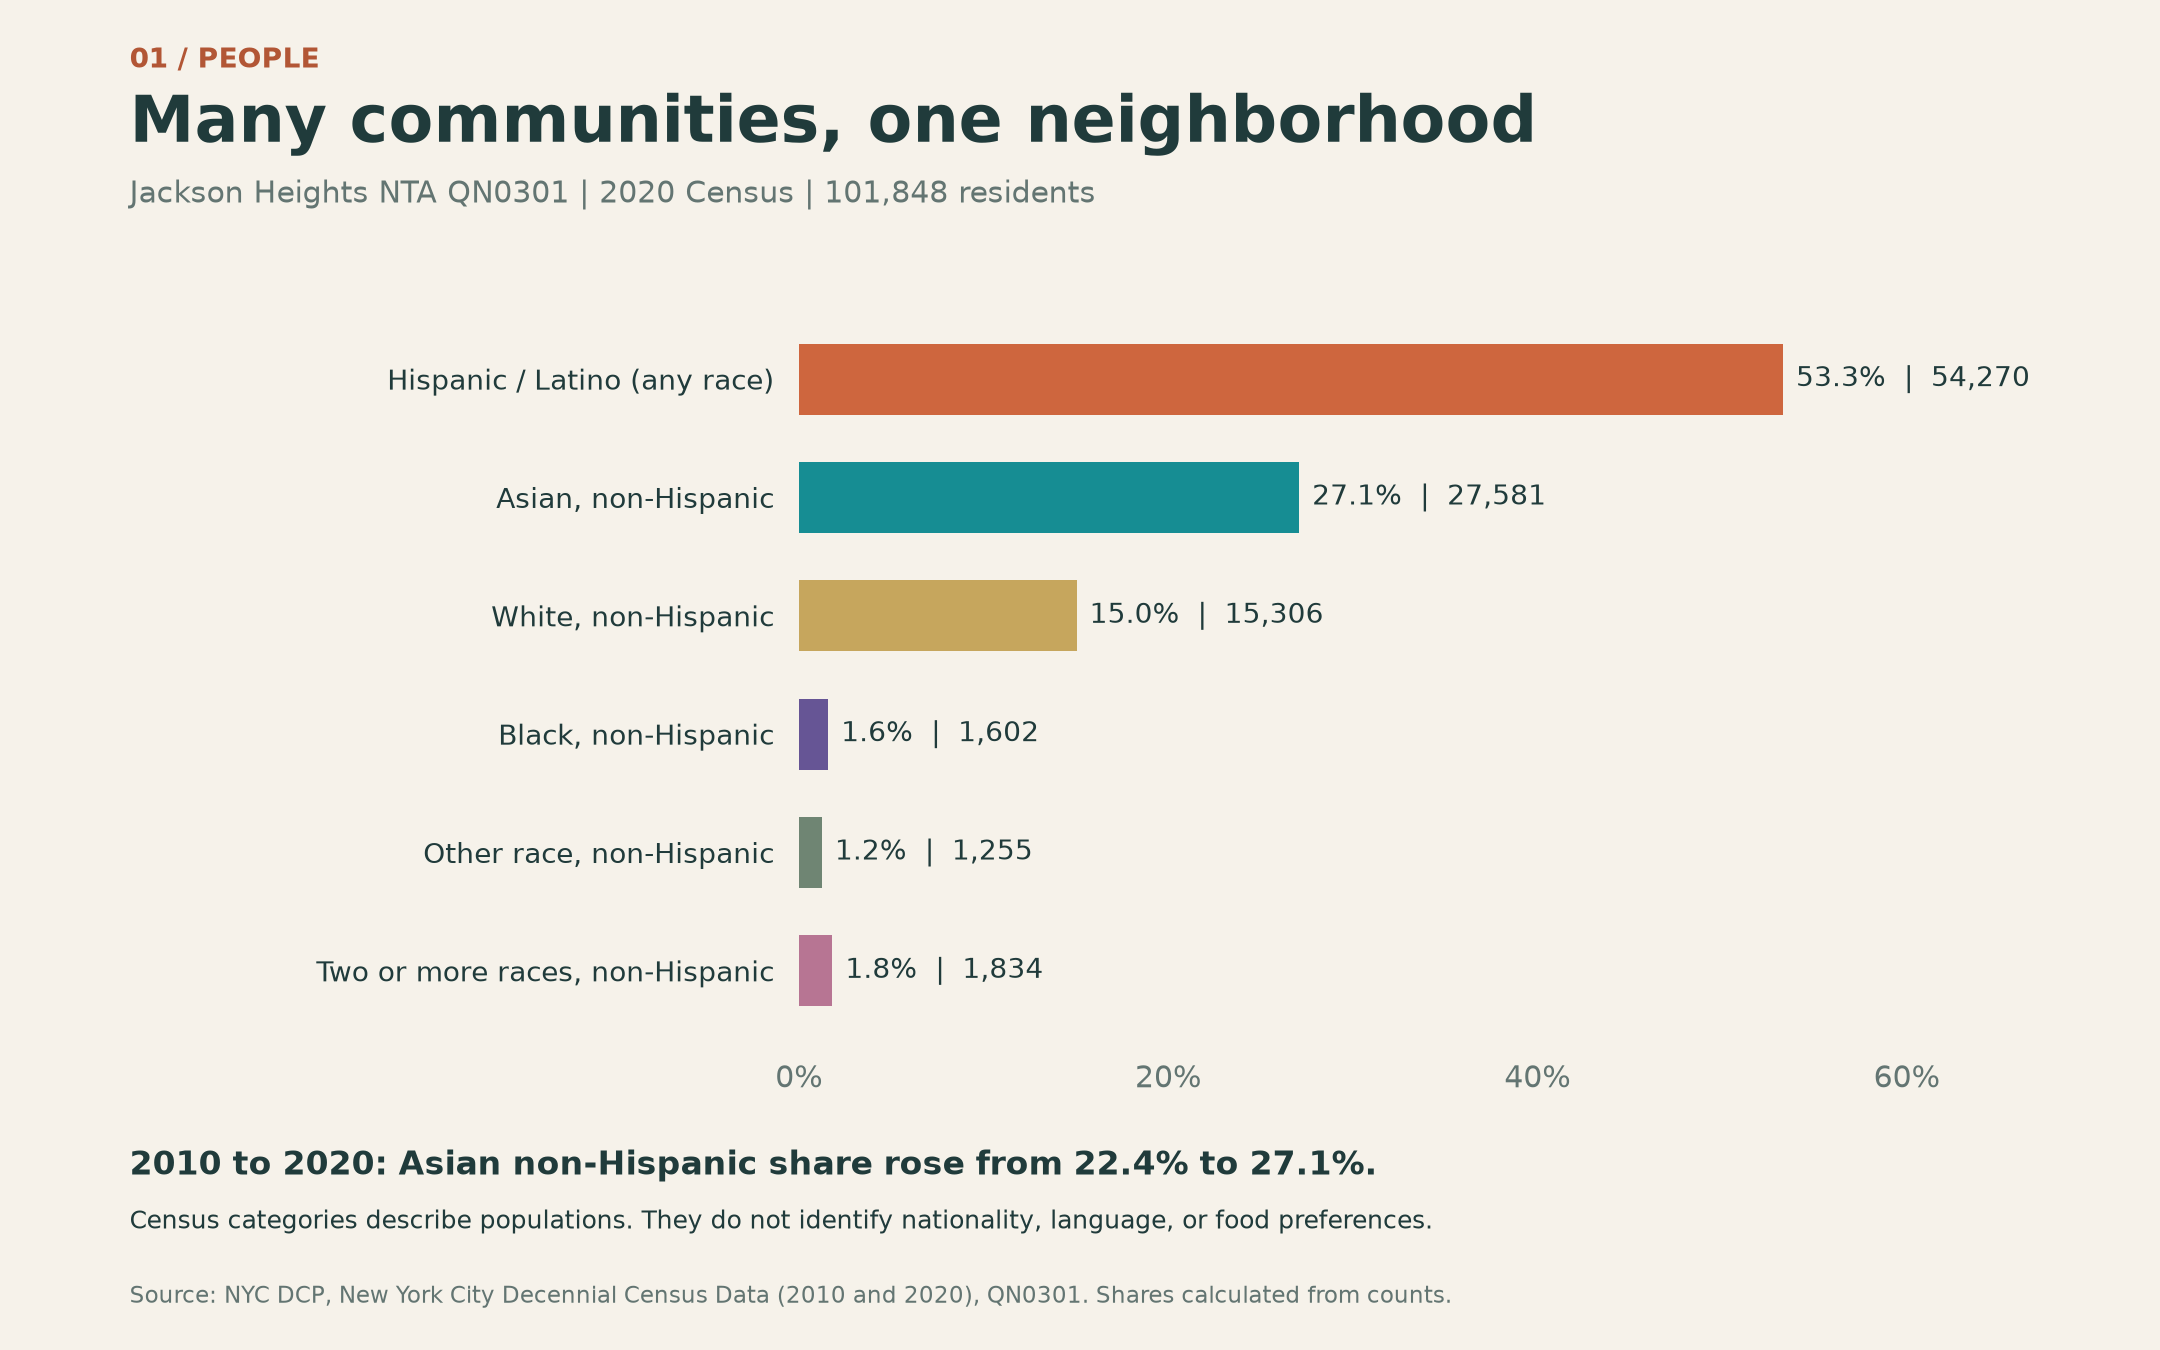 01 / PEOPLE
Many communities, one neighborhood
Jackson Heights NTA QN0301 | 2020 Census | 101,848 residents
Hispanic / Latino (any race) 53.3% | 54,270
Asian, non-Hispanic 27.1% | 27,581
White, non-Hispanic 15.0% | 15,306
Black, non-Hispanic 1.6% | 1,602
Other race, non-Hispanic 1.2% | 1,255
Two or more races, non-Hispanic 1.8% | 1,834
0% 20% 40% 60%
2010 to 2020: Asian non-Hispanic share rose from 22.4% to 27.1%.
Census categories describe populations. They do not identify nationality, language, or food preferences.
Source: NYC DCP, New York City Decennial Census Data (2010 and 2020), QN0301. Shares calculated from counts.